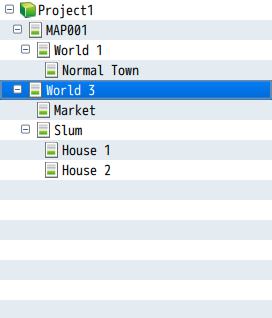 Project1
MAP001
World 1
Normal Town
World 3
Market
Slum
House 1
House 2